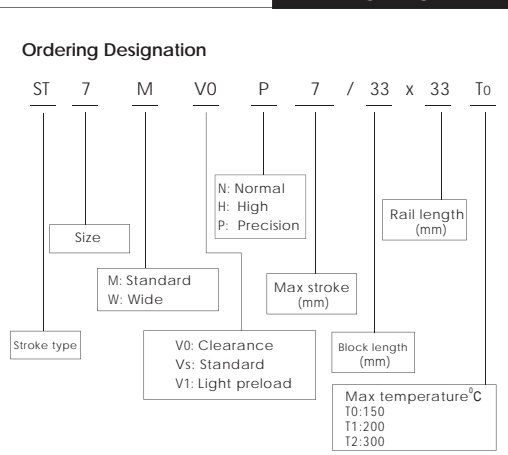 Ordering Designation
ST 7 M V0 P 7 / 33 x 33 T0
N: Normal
H: High
P: Precision
Rail length
(mm)
Size
M: Standard
W: Wide
Max stroke
(mm)
Stroke type
V0: Clearance
Vs: Standard
V1: Light preload
Block length
(mm)
Max temperature⁰C
T0:150
T1:200
T2:300